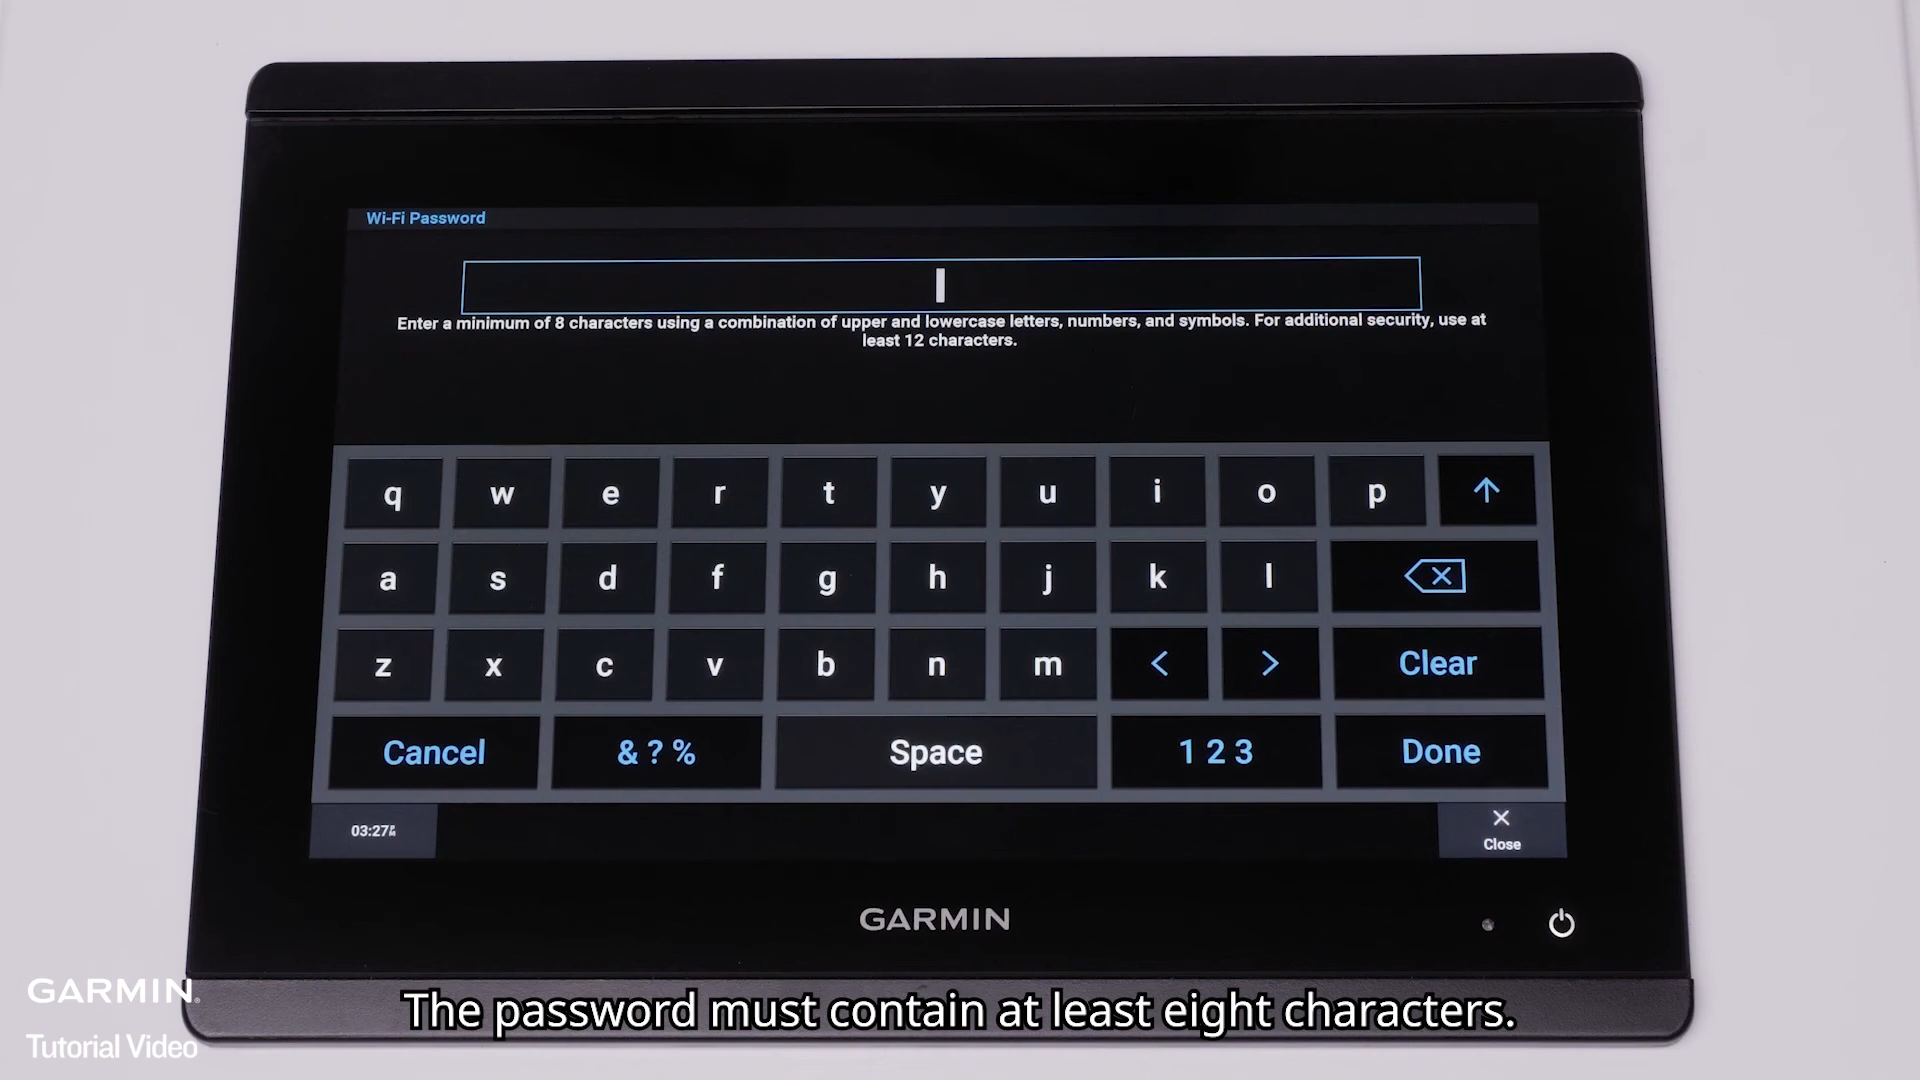 Wi-Fi Password
Enter a minimum of 8 characters using a combination of upper and lowercase letters, numbers, and symbols. For additional security, use at
least 12 characters.
q w e r t y u i o p
a s d f g h j k l
z x c v b n m < > Clear
Cancel & ? % Space 1 2 3 Done
03:27PM
Close
GARMIN
GARMIN
The password must contain at least eight characters.
Tutorial Video